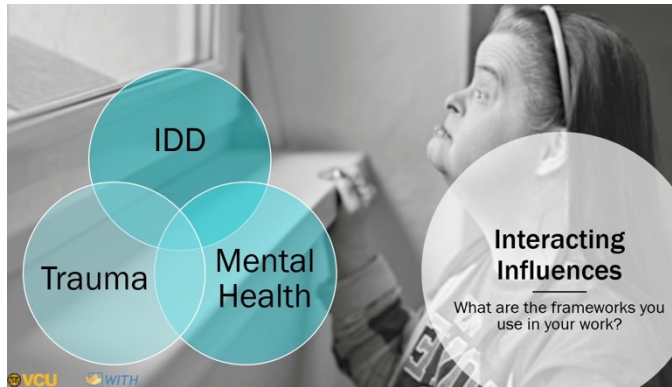 IDD
Trauma
Mental
Health
Interacting
Influences
What are the frameworks you
use in your work?
VCU
WITH